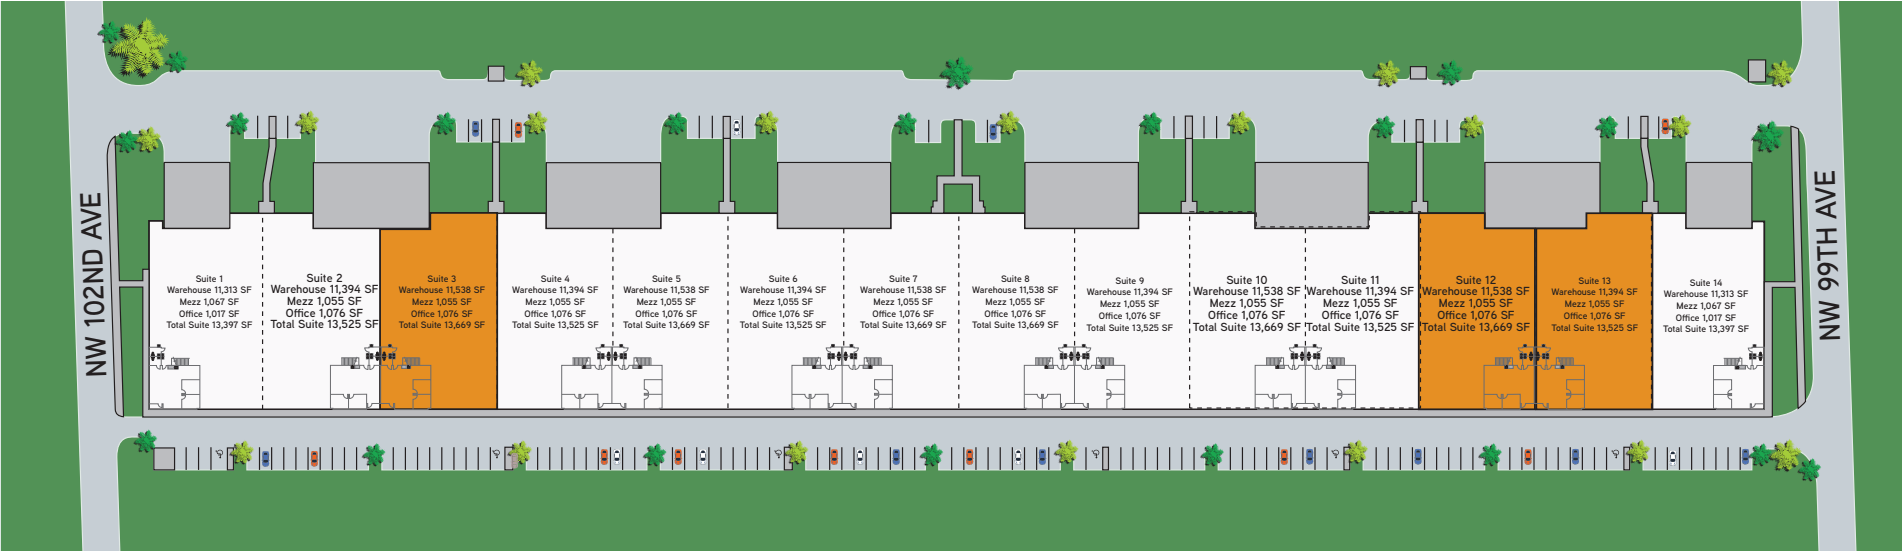 NW 102ND AVE
Suite 1
Warehouse 11,313 SF
Mezz 1,067 SF
Office 1,017 SF
Total Suite 13,397 SF
Suite 2
Warehouse 11,394 SF
Mezz 1,055 SF
Office 1,076 SF
Total Suite 13,525 SF
Suite 3
Warehouse 11,538 SF
Mezz 1,055 SF
Office 1,076 SF
Total Suite 13,669 SF
Suite 4
Warehouse 11,394 SF
Mezz 1,055 SF
Office 1,076 SF
Total Suite 13,525 SF
Suite 5
Warehouse 11,538 SF
Mezz 1,055 SF
Office 1,076 SF
Total Suite 13,669 SF
Suite 6
Warehouse 11,394 SF
Mezz 1,055 SF
Office 1,076 SF
Total Suite 13,525 SF
Suite 7
Warehouse 11,538 SF
Mezz 1,055 SF
Office 1,076 SF
Total Suite 13,669 SF
Suite 8
Warehouse 11,538 SF
Mezz 1,055 SF
Office 1,076 SF
Total Suite 13,669 SF
Suite 9
Warehouse 11,394 SF
Mezz 1,055 SF
Office 1,076 SF
Total Suite 13,525 SF
Suite 10
Warehouse 11,538 SF
Mezz 1,055 SF
Office 1,076 SF
Total Suite 13,669 SF
Suite 11
Warehouse 11,394 SF
Mezz 1,055 SF
Office 1,076 SF
Total Suite 13,525 SF
Suite 12
Warehouse 11,538 SF
Mezz 1,055 SF
Office 1,076 SF
Total Suite 13,669 SF
Suite 13
Warehouse 11,394 SF
Mezz 1,055 SF
Office 1,076 SF
Total Suite 13,525 SF
Suite 14
Warehouse 11,313 SF
Mezz 1,067 SF
Office 1,017 SF
Total Suite 13,397 SF
NW 99TH AVE